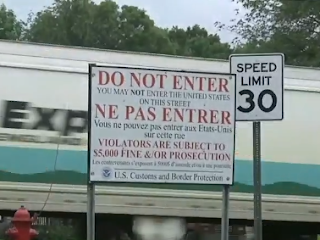 DO NOT ENTER
YOU MAY NOT ENTER THE UNITED STATES
ON THIS STREET
NE PAS ENTRER
Vous ne pouvez pas entrer aux Etats-Unis
sur cette rue
VIOLATORS ARE SUBJECT TO
$5,000 FINE &/OR PROSECUTION
U.S. Customs and Border Protection
SPEED
LIMIT
30
Exp